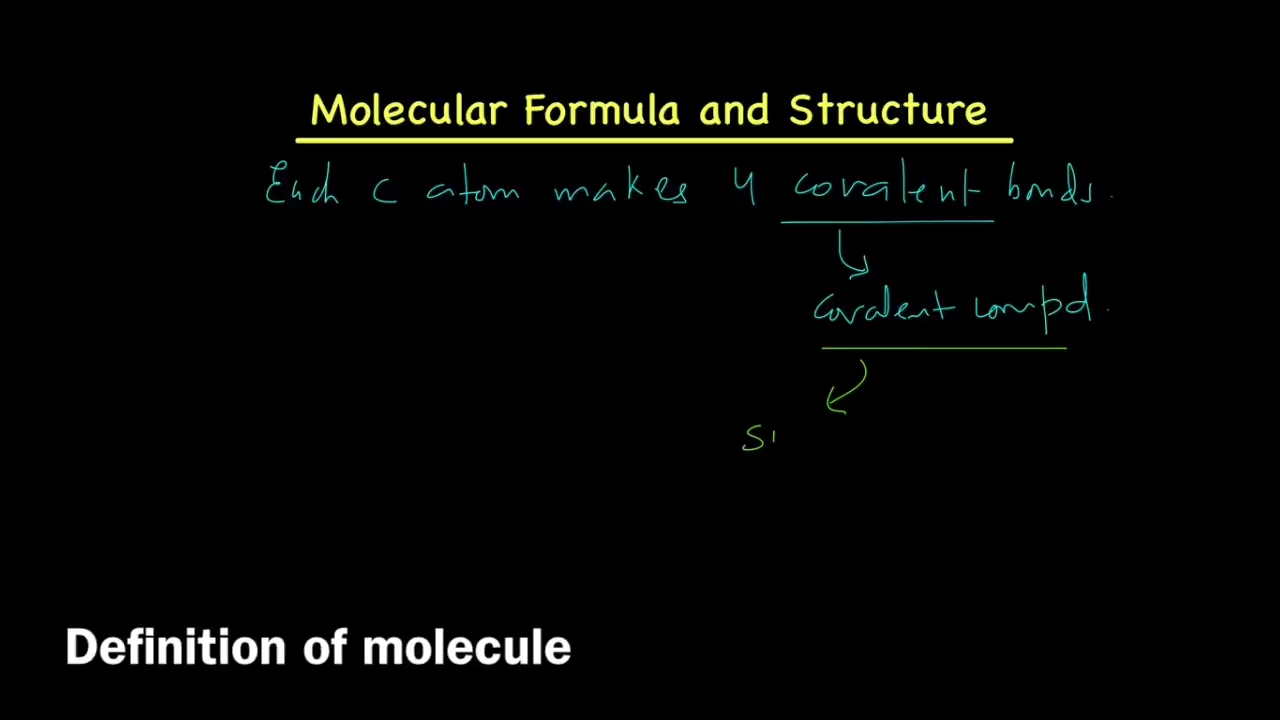 Molecular Formula and Structure
Each C atom makes 4 covalent bonds.
covalent compd.
Definition of molecule